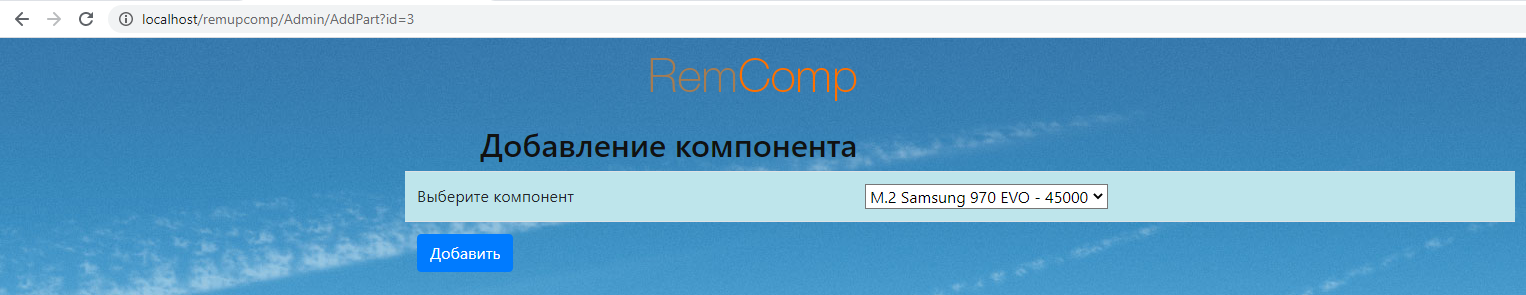 localhost/remupcomp/Admin/AddPart?id=3
RemComp
Добавление компонента
Выберите компонент
M.2 Samsung 970 EVO - 45000
Добавить